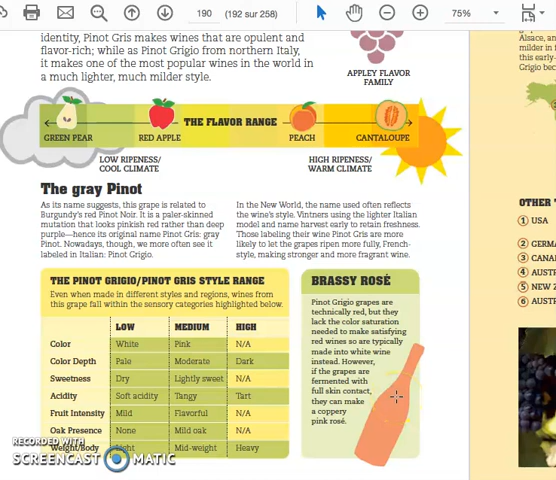 190
(192 sur 258)
75%
identity, Pinot Gris makes wines that are opulent and
flavor-rich; while as Pinot Grigio from northern Italy,
it makes one of the most popular wines in the world in
a much lighter, much milder style.
APPLEY FLAVOR
FAMILY
Alsace, an
milder in f
this early-
Grigio bec
THE FLAVOR RANGE
GREEN PEAR
RED APPLE
PEACH
CANTALOUPE
LOW RIPENESS/
COOL CLIMATE
HIGH RIPENESS/
WARM CLIMATE
The gray Pinot
As its name suggests, this grape is related to
Burgundy's red Pinot Noir. It is a paler-skinned
mutation that looks pinkish red rather than deep
purple—hence its original name Pinot Gris: gray
Pinot. Nowadays, though, we more often see it
labeled in Italian: Pinot Grigio.
In the New World, the name used often reflects
the wine's style. Vintners using the lighter Italian
model and name harvest early to retain freshness.
Those labeling their wine Pinot Gris are more
likely to let the grapes ripen more fully, French-
style, making stronger and more fragrant wine.
OTHER
1 USA
2 GERMA
3 CANA
4 AUSTR
5 NEW Z
6 AUSTR
THE PINOT GRIGIO/PINOT GRIS STYLE RANGE
Even when made in different styles and regions, wines from
this grape fall within the sensory categories highlighted below.
LOW MEDIUM HIGH
Color White Pink N/A
Color Depth Pale Moderate Dark
Sweetness Dry Lightly sweet N/A
Acidity Soft acidity Tangy Tart
Fruit Intensity Mild Flavorful N/A
Oak Presence None Mild oak N/A
Weight/Body Light Mid-weight Heavy
BRASSY ROSÉ
Pinot Grigio grapes are
technically red, but they
lack the color saturation
needed to make satisfying
red wines so are typically
made into white wine
instead. However,
if the grapes are
fermented with
full skin contact,
they can make
a coppery
pink rosé.
RECORDED WITH
SCREENCAST MATIC